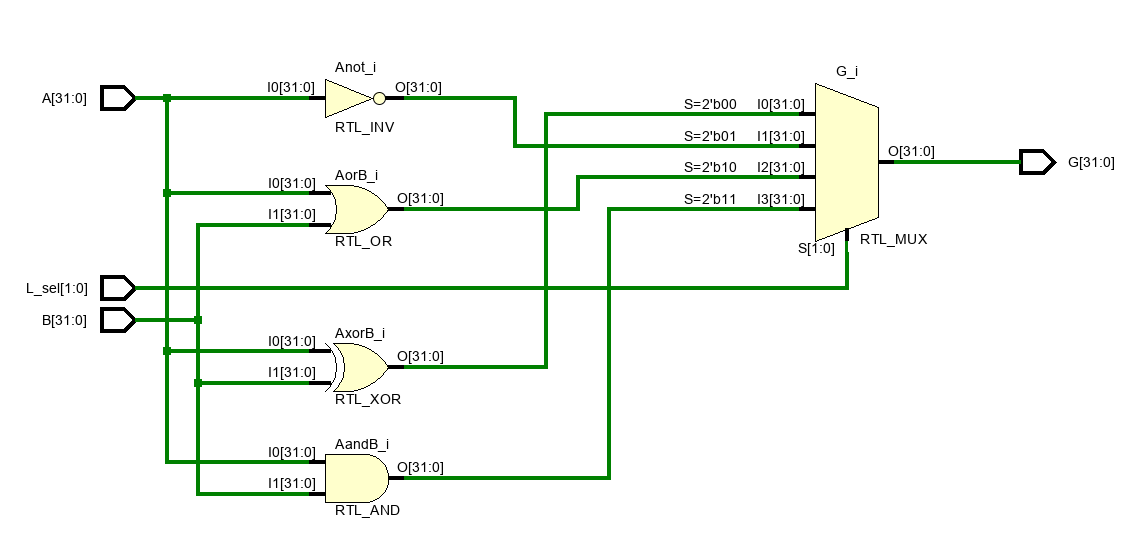 Anot_i
G_i
A[31:0]
I0[31:0]
O[31:0]
RTL_INV
S=2'b00
I0[31:0]
S=2'b01
I1[31:0]
O[31:0]
G[31:0]
AorB_i
S=2'b10
I2[31:0]
I0[31:0]
O[31:0]
S=2'b11
I3[31:0]
I1[31:0]
RTL_OR
S[1:0]
RTL_MUX
L_sel[1:0]
B[31:0]
AxorB_i
I0[31:0]
O[31:0]
I1[31:0]
RTL_XOR
AandB_i
I0[31:0]
O[31:0]
I1[31:0]
RTL_AND